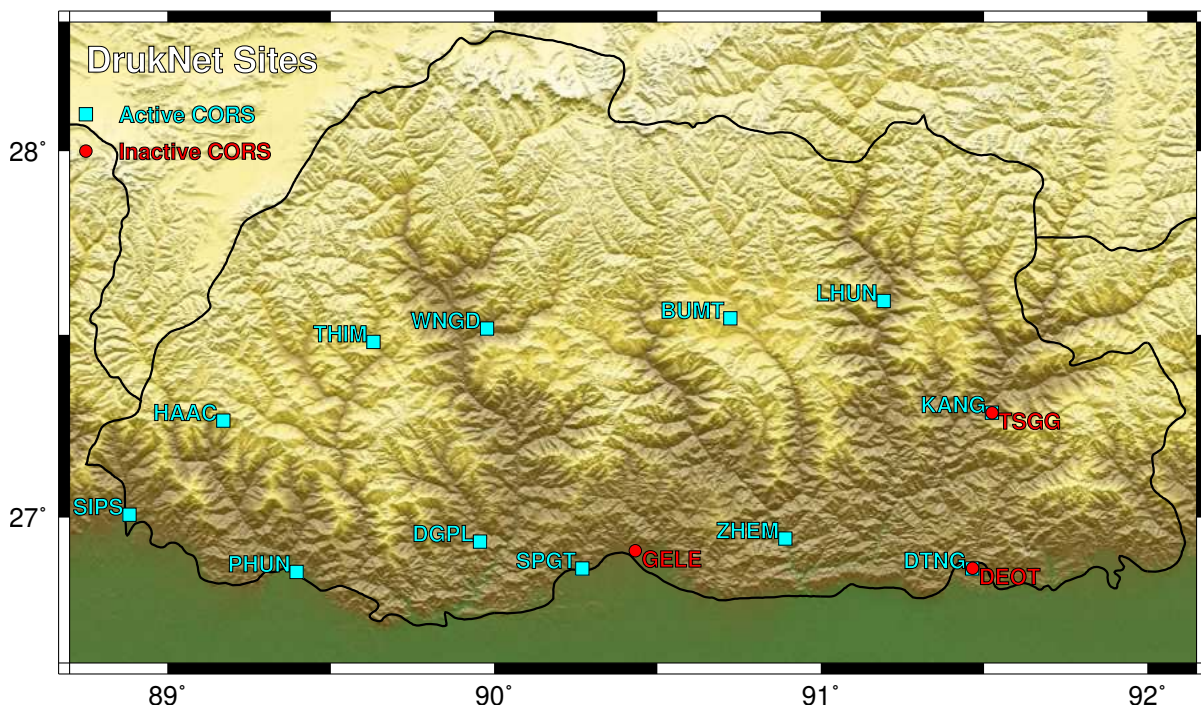 DrukNet Sites
Active CORS
28˚
Inactive CORS
LHUN
BUMT
WNGD
THIM
KANG
HAAC
TSGG
SIPS
27˚
DGPL
ZHEM
SPGT
GELE
DTNG
PHUN
DEOT
89˚ 90˚ 91˚ 92˚